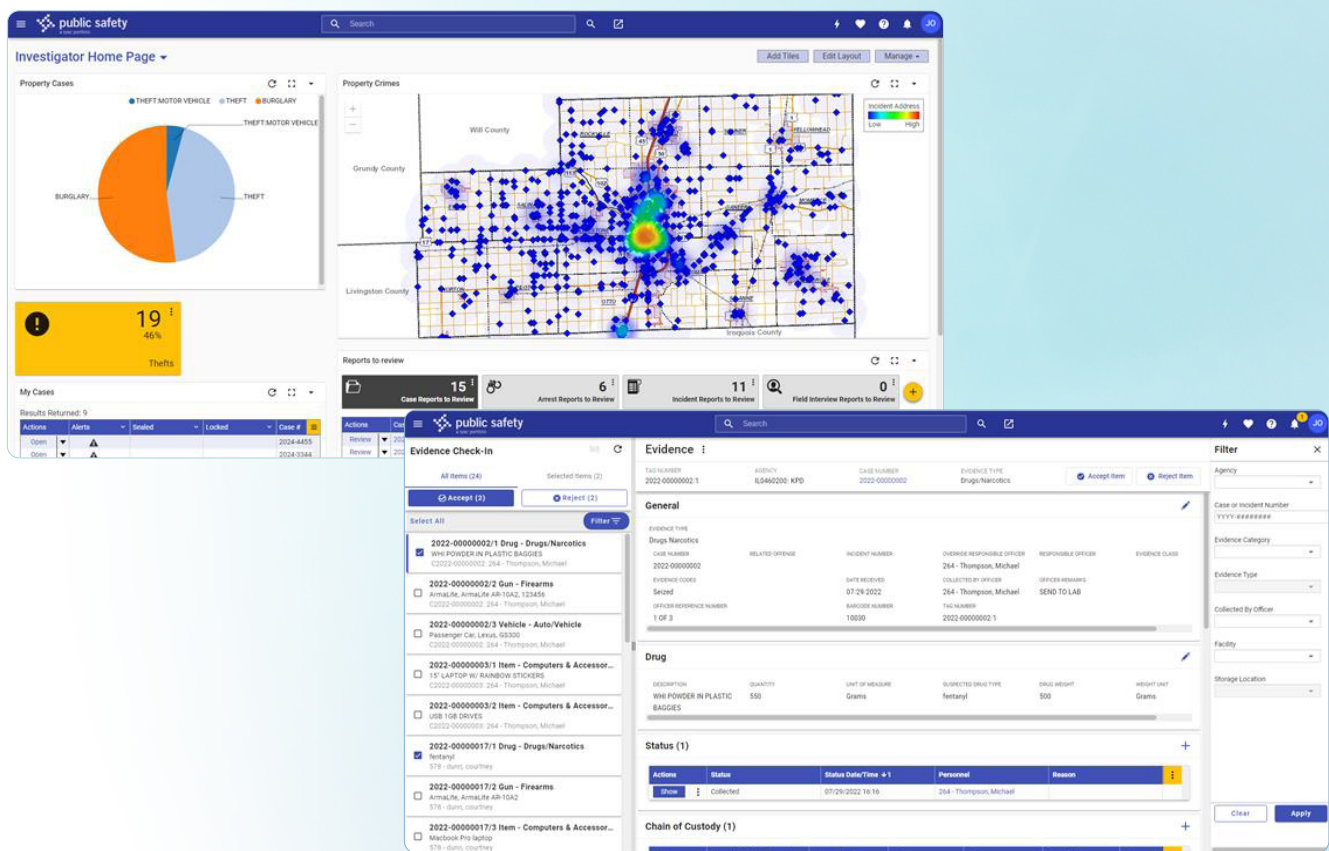 public safety
a tyler portfolio
Search
JO
Investigator Home Page
Add Tiles
Edit Layout
Manage
Property Cases
THEFT:MOTOR VEHICLE
THEFT
BURGLARY
THEFT:MOTOR VEHICLE
BURGLARY
THEFT
19
46%
Thefts
My Cases
Results Returned: 9
Actions Alerts Sealed Locked Case #
Open 2024-4455
Open 2024-3344
Property Crimes
+
−
Incident Address
Low High
Will County
Grundy County
Livingston County
Iroquois County
ROCKVILLE
SUMNER
YELLOWHEAD
GANEER
OTTO
45
50
17
1
1
Reports to review
15
Case Reports to Review
6
Arrest Reports to Review
11
Incident Reports to Review
0
Field Interview Reports to Review
+
Actions
Review
Review
public safety
a tyler portfolio
Search
1
JO
Evidence Check-In
All Items (24) Selected Items (2)
Accept (2) Reject (2)
Select All Filter
2022-00000002/1 Drug - Drugs/Narcotics
WHI POWDER IN PLASTIC BAGGIES
C2022-00000002: 264 - Thompson, Michael
2022-00000002/2 Gun - Firearms
ArmaLite, ArmaLite AR-10A2, 123456
C2022-00000002: 264 - Thompson, Michael
2022-00000002/3 Vehicle - Auto/Vehicle
Passenger Car, Lexus, GS300
C2022-00000002: 264 - Thompson, Michael
2022-00000003/1 Item - Computers & Accessor...
15" LAPTOP W/ RAINBOW STICKERS
C2022-00000003: 264 - Thompson, Michael
2022-00000003/2 Item - Computers & Accessor...
USB 1GB DRIVES
C2022-00000003: 264 - Thompson, Michael
2022-00000017/1 Drug - Drugs/Narcotics
fentanyl
578 - dunn, courtney
2022-00000017/2 Gun - Firearms
ArmaLite, ArmaLite AR-10A2
578 - dunn, courtney
2022-00000017/3 Item - Computers & Accessor...
Macbook Pro laptop
578 - dunn, courtney
Evidence
TAG NUMBER AGENCY CASE NUMBER EVIDENCE TYPE
2022-00000002:1 IL0460200: KPD 2022-00000002 Drugs/Narcotics
Accept Item Reject Item
General
EVIDENCE TYPE
Drugs Narcotics
CASE NUMBER RELATED OFFENSE INCIDENT NUMBER OVERRIDE RESPONSIBLE OFFICER RESPONSIBLE OFFICER EVIDENCE CLASS
2022-00000002 264 - Thompson, Michael
EVIDENCE CODES DATE RECEIVED COLLECTED BY OFFICER OFFICER REMARKS
Seized 07/29/2022 264 - Thompson, Michael SEND TO LAB
OFFICER REFERENCE NUMBER BARCODE NUMBER TAG NUMBER
1 OF 3 10030 2022-00000002:1
Drug
DESCRIPTION QUANTITY UNIT OF MEASURE SUSPECTED DRUG TYPE DRUG WEIGHT WEIGHT UNIT
WHI POWDER IN PLASTIC 550 Grams fentanyl 500 Grams
BAGGIES
Status (1)
+
Actions Status Status Date/Time ↓1 Personnel Reason
Show Collected 07/29/2022 16:16 264 - Thompson, Michael
Chain of Custody (1)
+
Filter
Agency
Case or Incident Number
YYYY-########
Evidence Category
Evidence Type
Collected By Officer
Facility
Storage Location
Clear Apply